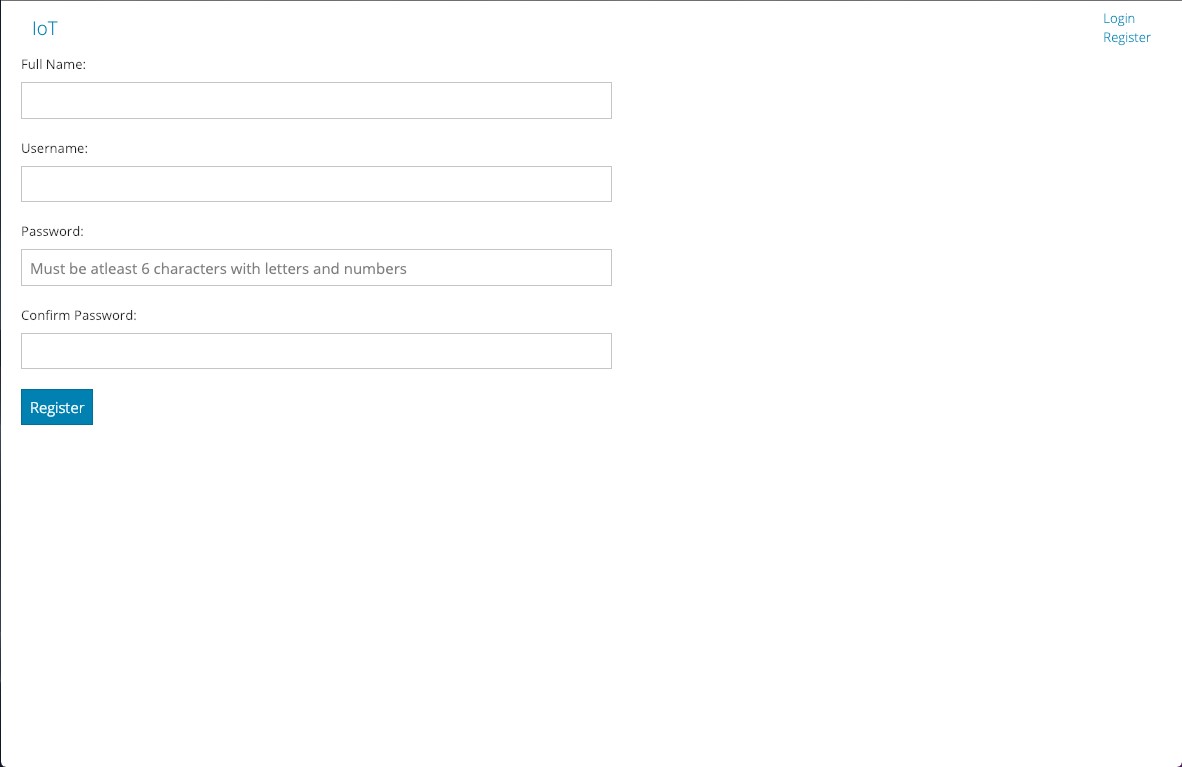 IoT
Login
Register
Full Name:
Username:
Password:
Must be atleast 6 characters with letters and numbers
Confirm Password:
Register